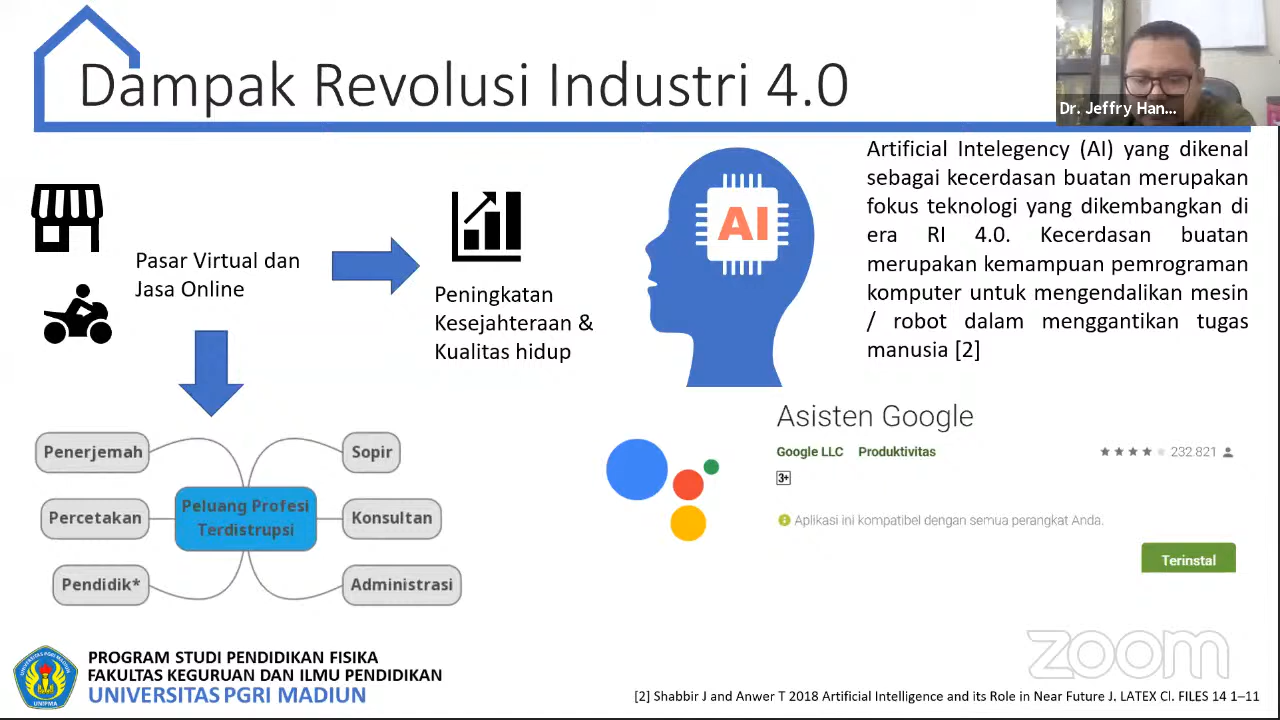 Dampak Revolusi Industri 4.0
Dr. Jeffry Han...
Pasar Virtual dan
Jasa Online
Peningkatan
Kesejahteraan &
Kualitas hidup
AI
Artificial Intelegency (AI) yang dikenal
sebagai kecerdasan buatan merupakan
fokus teknologi yang dikembangkan di
era RI 4.0. Kecerdasan buatan
merupakan kemampuan pemrograman
komputer untuk mengendalikan mesin
/ robot dalam menggantikan tugas
manusia [2]
Penerjemah
Percetakan
Pendidik*
Peluang Profesi
Terdistrupsi
Sopir
Konsultan
Administrasi
Asisten Google
Google LLC Produktivitas
232.821
3+
Aplikasi ini kompatibel dengan semua perangkat Anda.
Terinstal
zoom
UNIVERSITAS PGRI MADIUN
UNIPMA
PROGRAM STUDI PENDIDIKAN FISIKA
FAKULTAS KEGURUAN DAN ILMU PENDIDIKAN
UNIVERSITAS PGRI MADIUN
[2] Shabbir J and Anwer T 2018 Artificial Intelligence and its Role in Near Future J. LATEX Cl. FILES 14 1–11